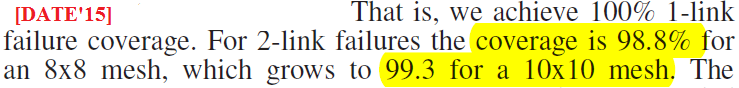 [DATE'15] That is, we achieve 100% 1-link
failure coverage. For 2-link failures the coverage is 98.8% for
an 8x8 mesh, which grows to 99.3 for a 10x10 mesh. The